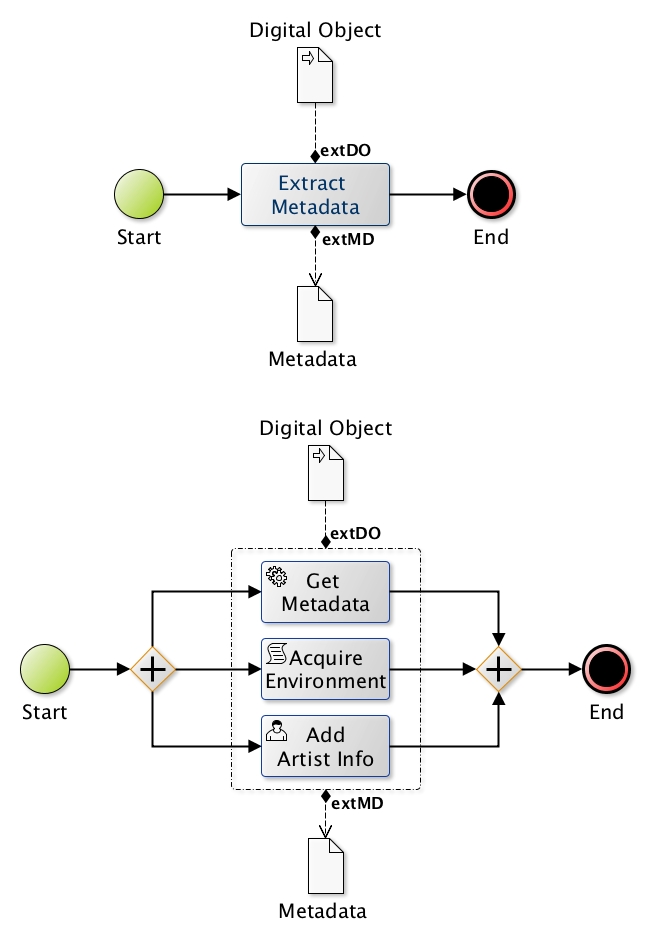 Digital Object
extDO
Extract
Metadata
Start
End
extMD
Metadata
Digital Object
extDO
Get
Metadata
Acquire
Environment
Add
Artist Info
Start
End
extMD
Metadata